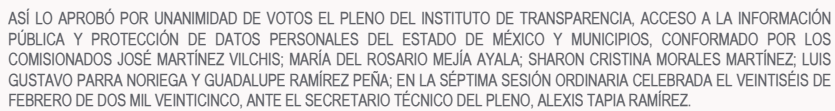 ASÍ LO APROBÓ POR UNANIMIDAD DE VOTOS EL PLENO DEL INSTITUTO DE TRANSPARENCIA, ACCESO A LA INFORMACIÓN
PÚBLICA Y PROTECCIÓN DE DATOS PERSONALES DEL ESTADO DE MÉXICO Y MUNICIPIOS, CONFORMADO POR LOS
COMISIONADOS JOSÉ MARTÍNEZ VILCHIS; MARÍA DEL ROSARIO MEJÍA AYALA; SHARON CRISTINA MORALES MARTÍNEZ; LUIS
GUSTAVO PARRA NORIEGA Y GUADALUPE RAMÍREZ PEÑA; EN LA SÉPTIMA SESIÓN ORDINARIA CELEBRADA EL VEINTISÉIS DE
FEBRERO DE DOS MIL VEINTICINCO, ANTE EL SECRETARIO TÉCNICO DEL PLENO, ALEXIS TAPIA RAMÍREZ.